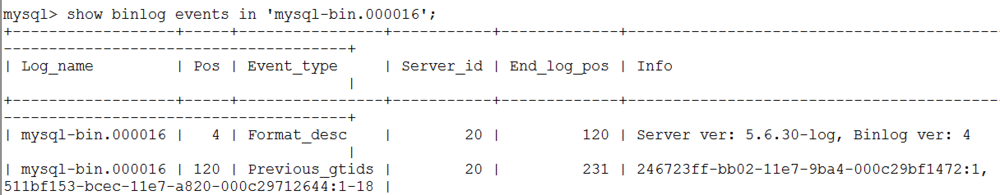 mysql> show binlog events in 'mysql-bin.000016';
+------------------+-----+----------------+-----------+-------------+------------------------------------------
--------------------------------------+
| Log_name         | Pos | Event_type     | Server_id | End_log_pos | Info
                                      |
+------------------+-----+----------------+-----------+-------------+------------------------------------------
--------------------------------------+
| mysql-bin.000016 |   4 | Format_desc    |        20 |         120 | Server ver: 5.6.30-log, Binlog ver: 4
                                      |
| mysql-bin.000016 | 120 | Previous_gtids |        20 |         231 | 246723ff-bb02-11e7-9ba4-000c29bf1472:1,
511bf153-bcec-11e7-a820-000c29712644:1-18 |